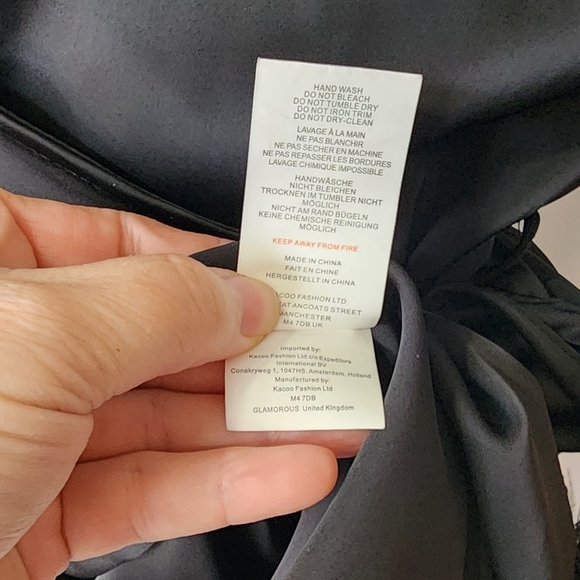 HAND WASH
DO NOT BLEACH
DO NOT TUMBLE DRY
DO NOT IRON TRIM
DO NOT DRY-CLEAN
LAVAGE À LA MAIN
NE PAS BLANCHIR
NE PAS SECHER EN MACHINE
NE PAS REPASSER LES BORDURES
LAVAGE CHIMIQUE IMPOSSIBLE
HANDWÄSCHE
NICHT BLEICHEN
TROCKNEN IM TUMBLER NICHT
MÖGLICH
NICHT AM RAND BÜGELN
KEINE CHEMISCHE REINIGUNG
MÖGLICH
KEEP AWAY FROM FIRE
MADE IN CHINA
FAIT EN CHINE
HERGESTELLT IN CHINA
ACOO FASHION LTD
EAT ANCOATS STREET
MANCHESTER
M4 7DB UK
Imported by:
Kacoo Fashion Ltd c/o Expeditors
International BV
Conakryweg 1, 1047HS, Amsterdam, Holland
Manufactured by:
Kacoo Fashion Ltd
M4 7DB
GLAMOROUS United Kingdom